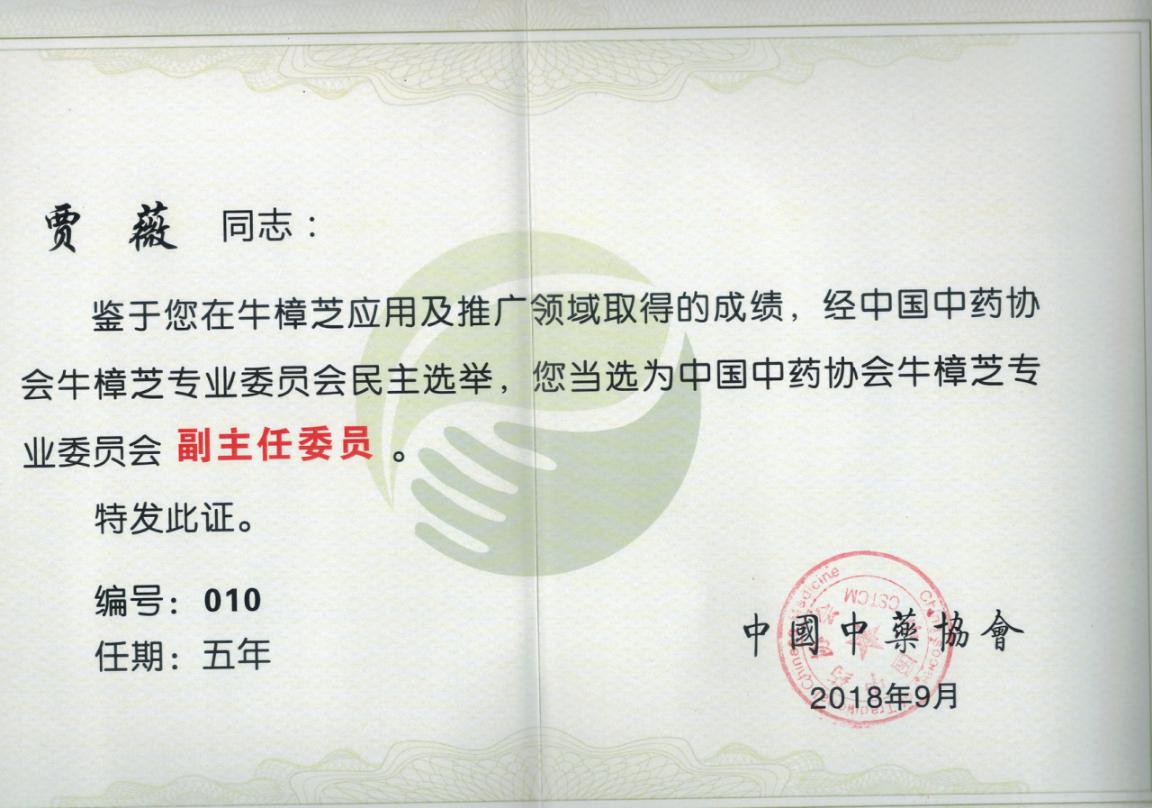 贾 薇 同志：
鉴于您在牛樟芝应用及推广领域取得的成绩，经中国中药协
会牛樟芝专业委员会民主选举，您当选为中国中药协会牛樟芝专
业委员会 副主任委员 。
特发此证。
编号：010
任期：五年
中國中藥協會
2018年9月
CSTCM